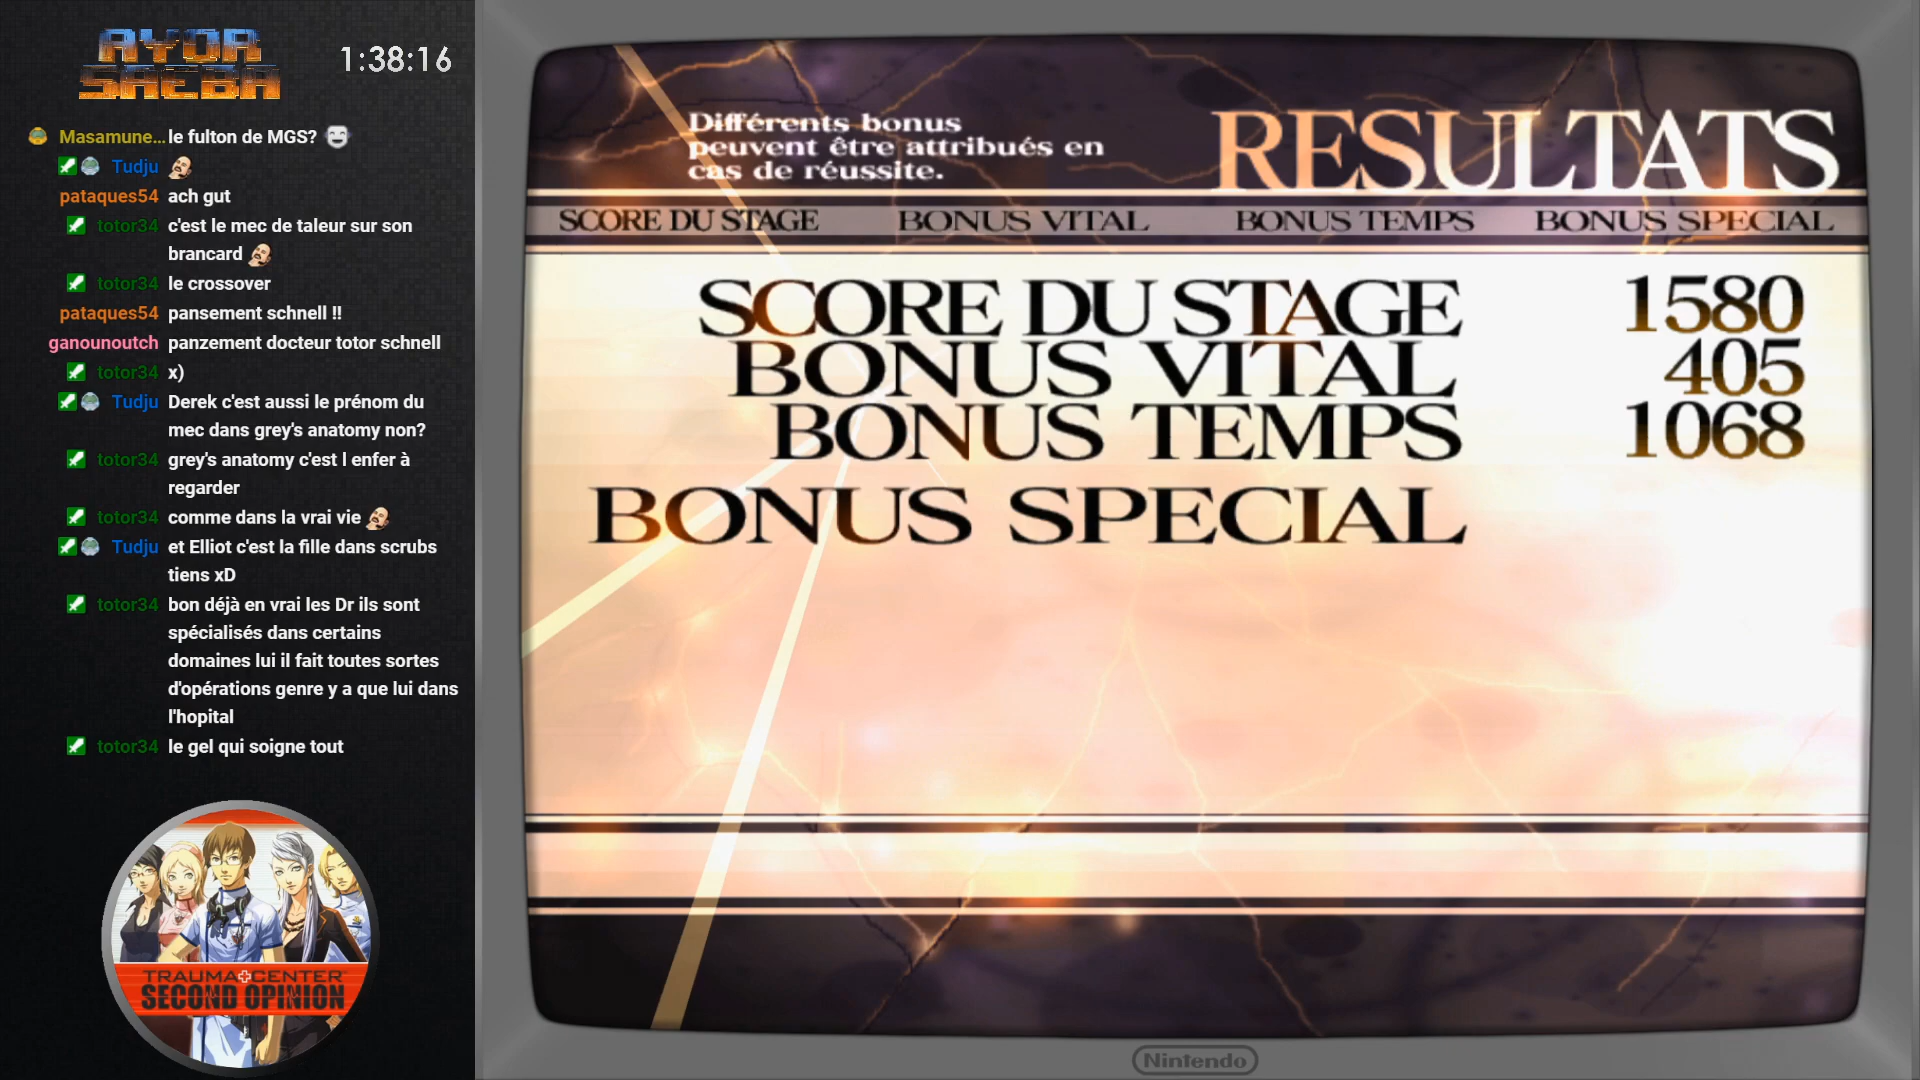 RYOA
SAEBA
1:38:16
Masamune... le fulton de MGS?
Tudju
pataques54 ach gut
totor34 c'est le mec de taleur sur son
brancard
totor34 le crossover
pataques54 pansement schnell !!
ganounoutch panzement docteur totor schnell
totor34 x)
Tudju Derek c'est aussi le prénom du
mec dans grey's anatomy non?
totor34 grey's anatomy c'est l enfer à
regarder
totor34 comme dans la vrai vie
Tudju et Elliot c'est la fille dans scrubs
tiens xD
totor34 bon déjà en vrai les Dr ils sont
spécialisés dans certains
domaines lui il fait toutes sortes
d'opérations genre y a que lui dans
l'hopital
totor34 le gel qui soigne tout
TRAUMA CENTER
SECOND OPINION
Différents bonus
peuvent être attribués en
cas de réussite.
RESULTATS
SCORE DU STAGE BONUS VITAL BONUS TEMPS BONUS SPECIAL
SCORE DU STAGE 1580
BONUS VITAL 405
BONUS TEMPS 1068
BONUS SPECIAL
Nintendo